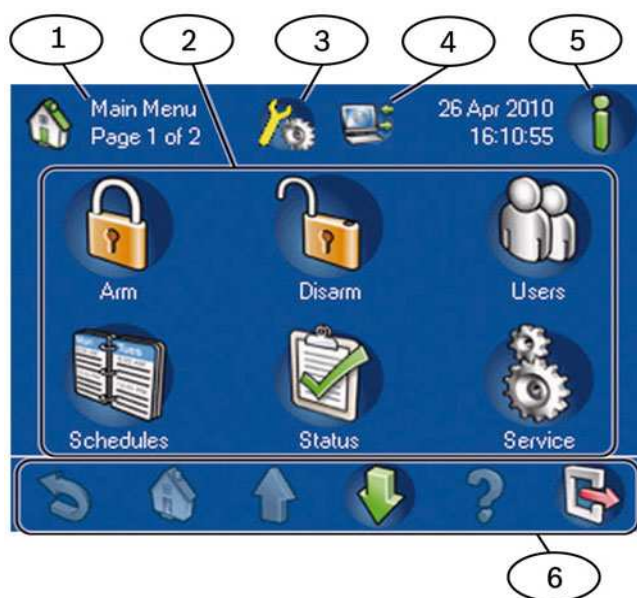 1 2 3 4 5
Main Menu
Page 1 of 2
26 Apr 2010
16:10:55
Arm Disarm Users
Schedules Status Service
6